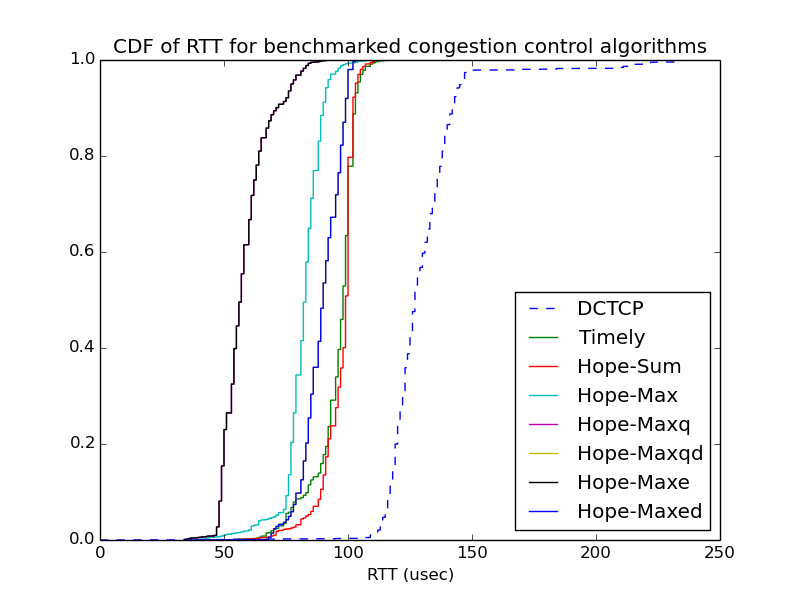 CDF of RTT for benchmarked congestion control algorithms
1.0
0.8
0.6
0.4
0.2
0.0
0 50 100 150 200 250
RTT (usec)
DCTCP
Timely
Hope-Sum
Hope-Max
Hope-Maxq
Hope-Maxqd
Hope-Maxe
Hope-Maxed